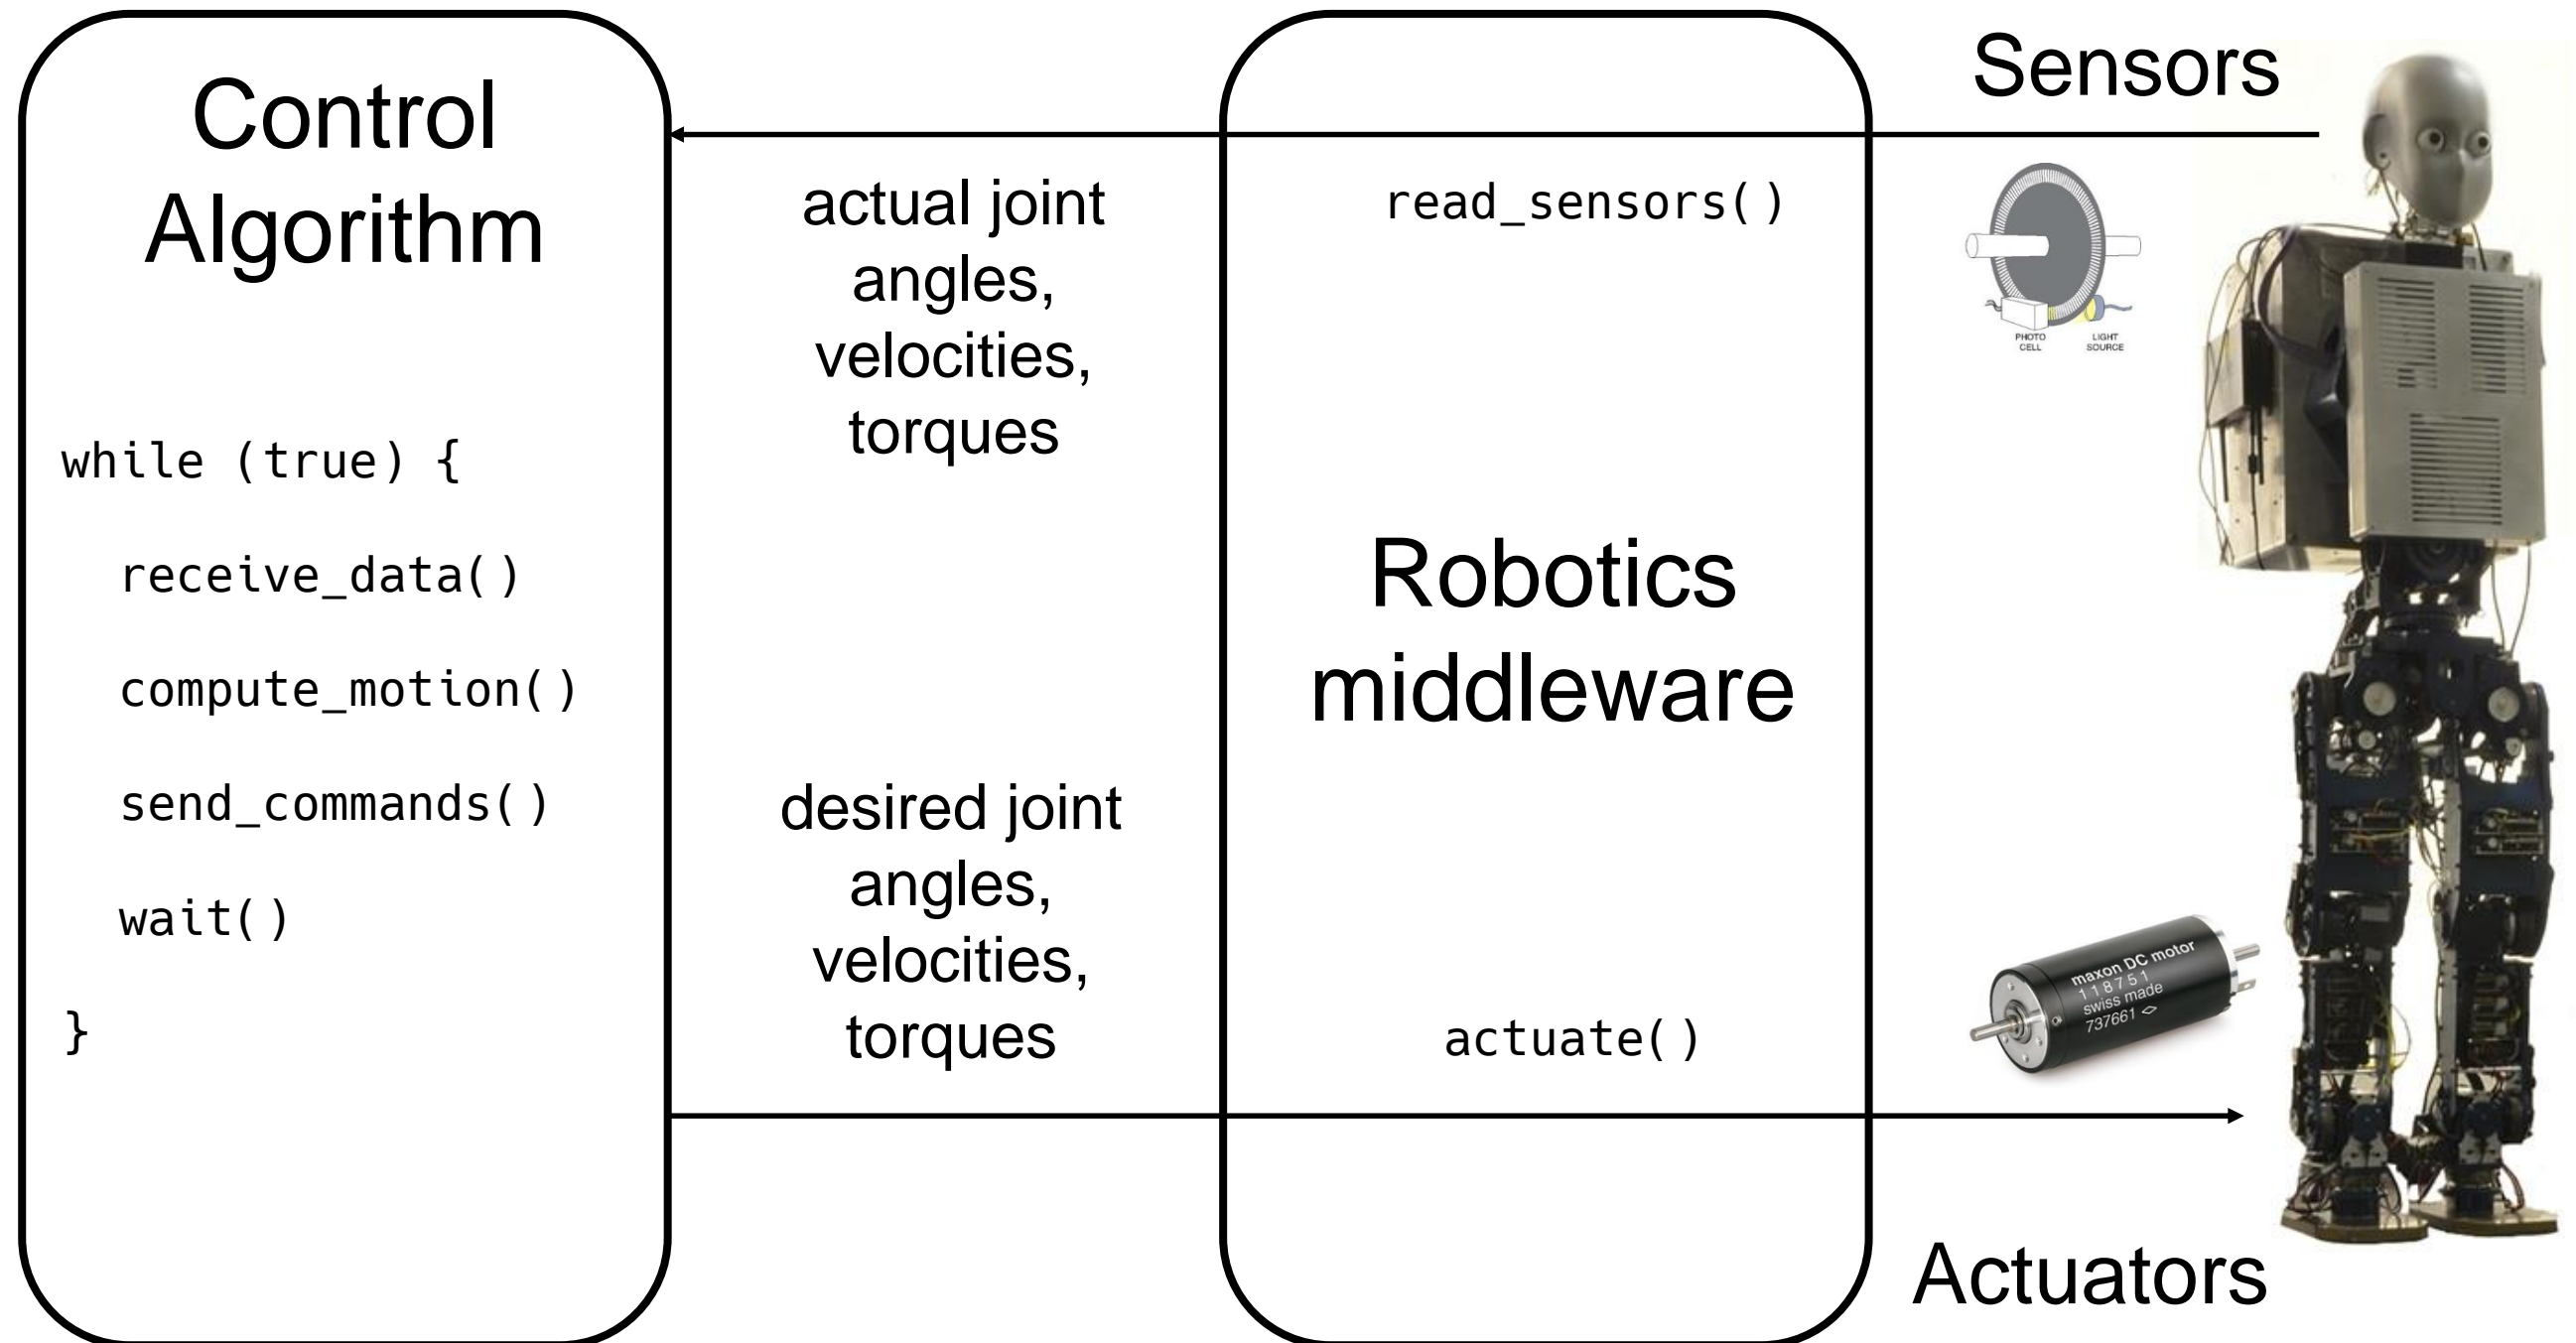 Control
Algorithm
while (true) {
receive_data()
compute_motion()
send_commands()
wait()
}
actual joint
angles,
velocities,
torques
desired joint
angles,
velocities,
torques
read_sensors()
Robotics
middleware
actuate()
Sensors
PHOTO
CELL
LIGHT
SOURCE
maxon DC motor
118751
swiss made
737661
Actuators